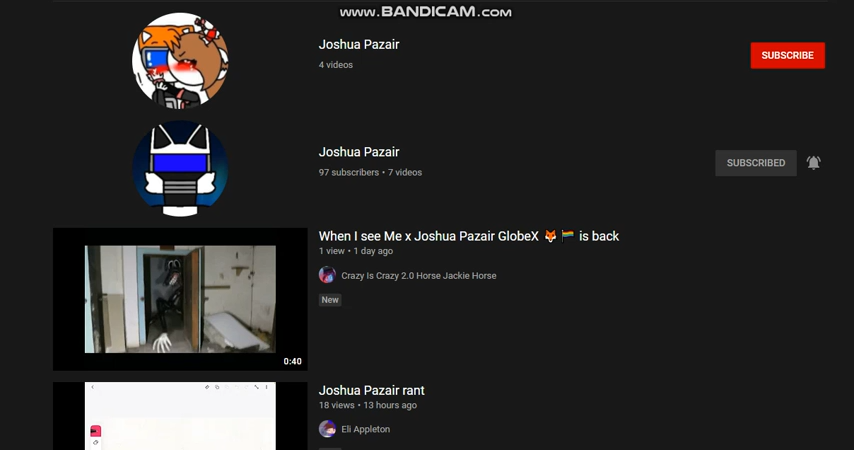 www.BANDICAM.com
Joshua Pazair
4 videos
SUBSCRIBE
Joshua Pazair
97 subscribers • 7 videos
SUBSCRIBED
When I see Me x Joshua Pazair GlobeX 🦊 🏳️‍🌈 is back
1 view • 1 day ago
Crazy Is Crazy 2.0 Horse Jackie Horse
New
0:40
Joshua Pazair rant
18 views • 13 hours ago
Eli Appleton